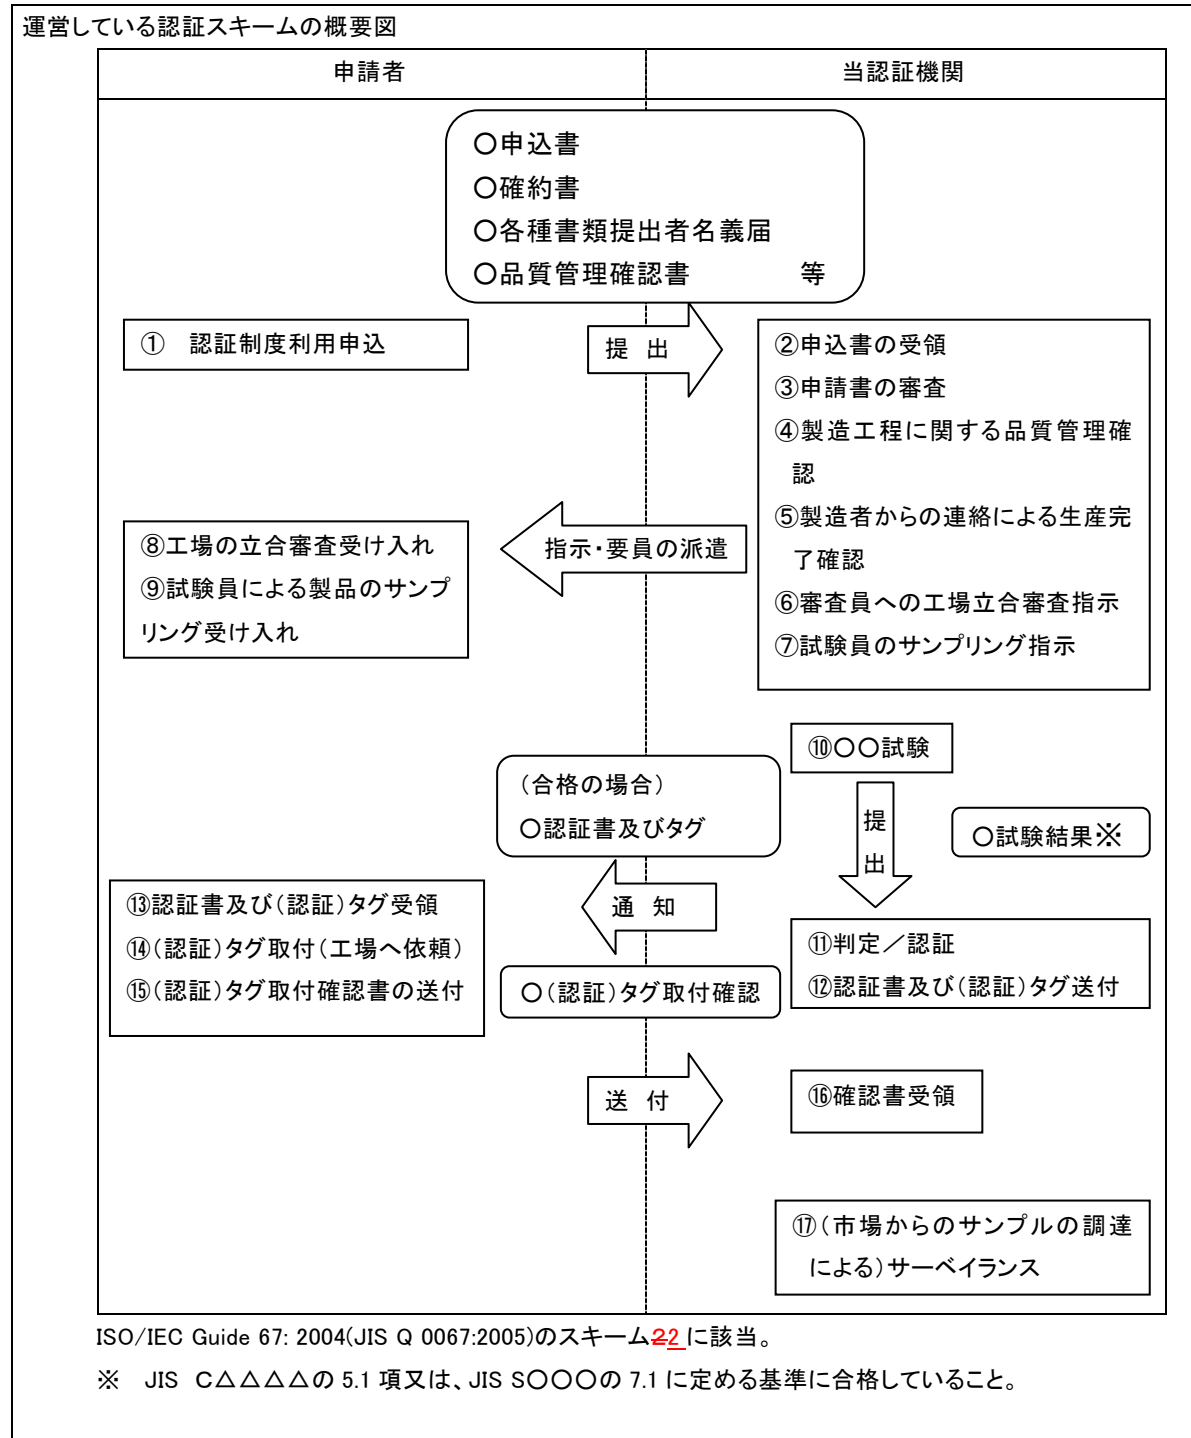 運営している認証スキームの概要図
申請者
当認証機関
〇申込書
〇確約書
〇各種書類提出者名義届
〇品質管理確認書　　　等
① 認証制度利用申込
提 出
②申込書の受領
③申請書の審査
④製造工程に関する品質管理確
認
⑤製造者からの連絡による生産完
了確認
⑥審査員への工場立合審査指示
⑦試験員のサンプリング指示
指示・要員の派遣
⑧工場の立合審査受け入れ
⑨試験員による製品のサンプ
リング受け入れ
⑩〇〇試験
提
出
〇試験結果※
(合格の場合)
〇認証書及びタグ
通 知
⑪判定／認証
⑫認証書及び(認証)タグ送付
⑬認証書及び(認証)タグ受領
⑭(認証)タグ取付(工場へ依頼)
⑮(認証)タグ取付確認書の送付
〇(認証)タグ取付確認
送 付
⑯確認書受領
⑰(市場からのサンプルの調達
による)サーベイランス
ISO/IEC Guide 67: 2004(JIS Q 0067:2005)のスキーム22に該当。
※ JIS C△△△△の 5.1 項又は、JIS S〇〇〇の 7.1 に定める基準に合格していること。